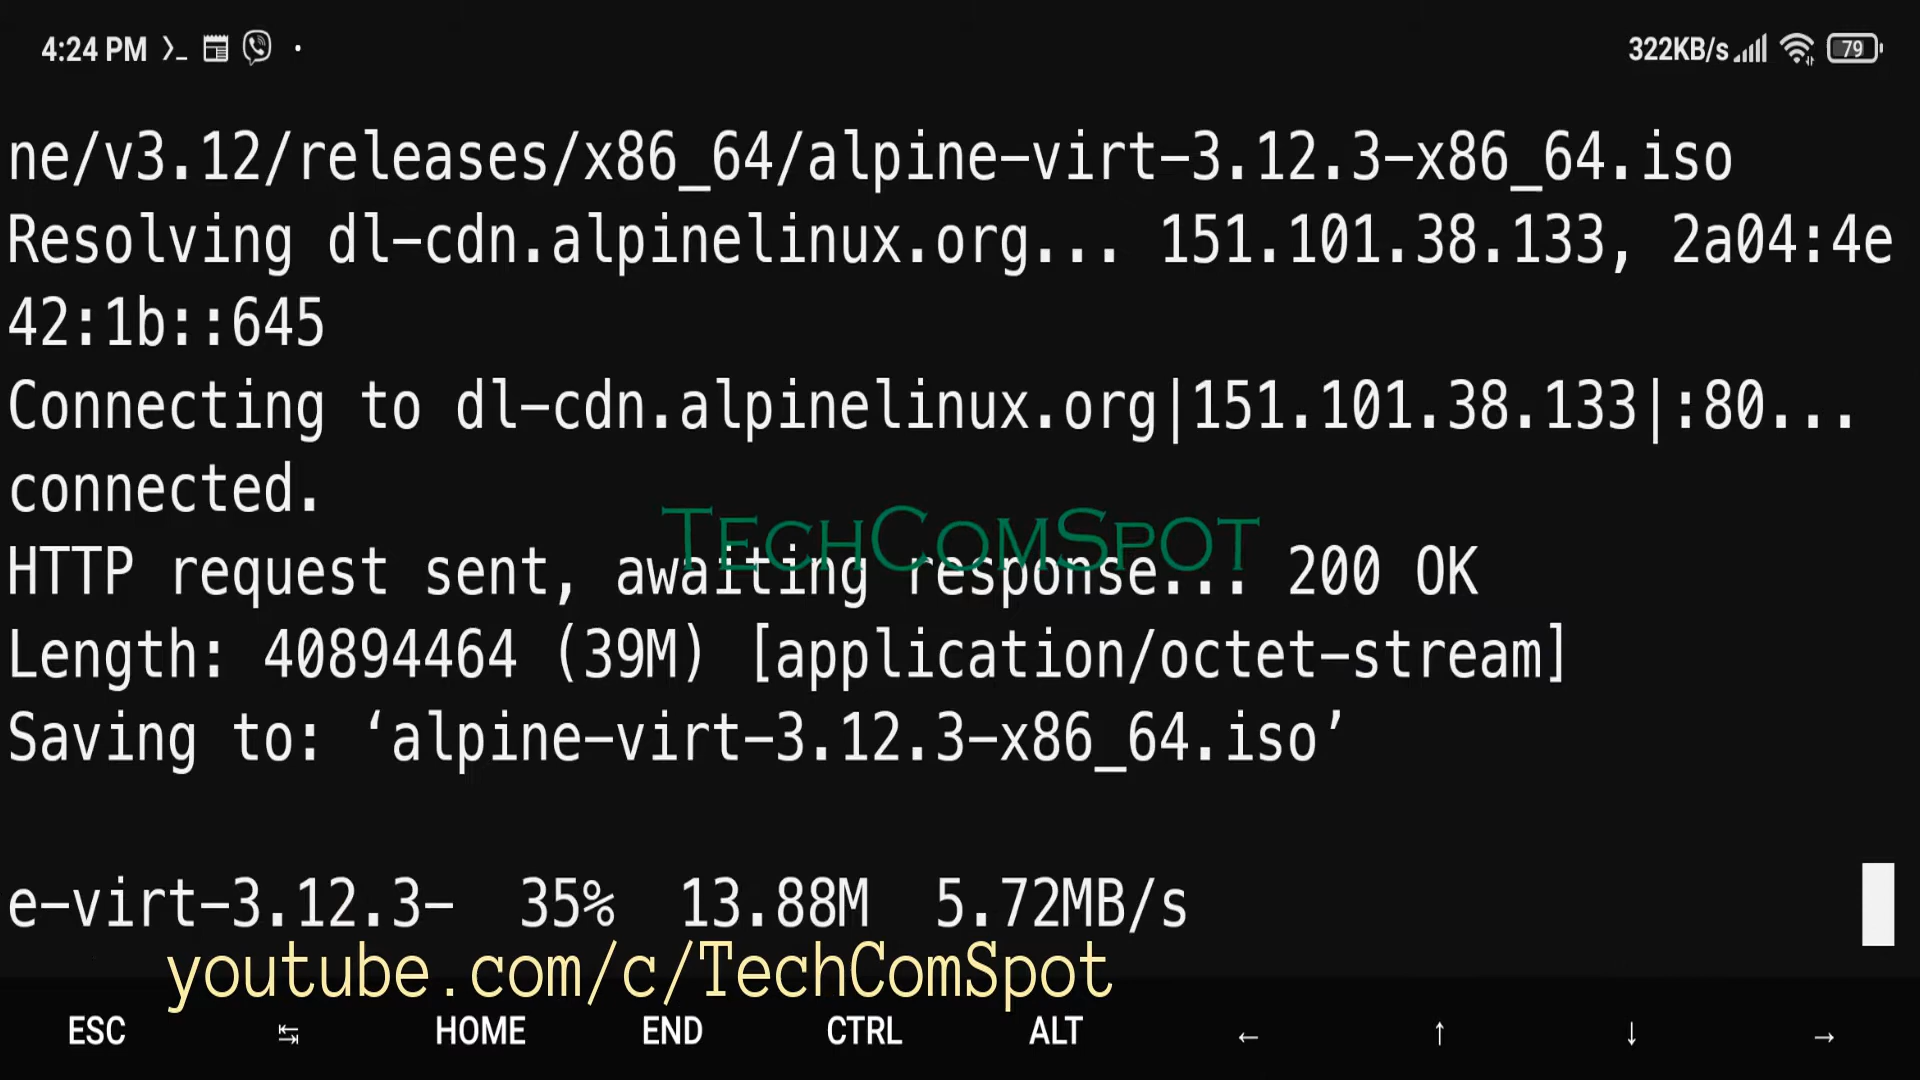 4:24 PM
322KB/s
79
ne/v3.12/releases/x86_64/alpine-virt-3.12.3-x86_64.iso
Resolving dl-cdn.alpinelinux.org... 151.101.38.133, 2a04:4e
42:1b::645
Connecting to dl-cdn.alpinelinux.org|151.101.38.133|:80...
connected.
TechComSpot
HTTP request sent, awaiting response... 200 OK
Length: 40894464 (39M) [application/octet-stream]
Saving to: ‘alpine-virt-3.12.3-x86_64.iso’
e-virt-3.12.3-  35%  13.88M  5.72MB/s
youtube.com/c/TechComSpot
ESC ↹ HOME END CTRL ALT ← ↑ ↓ →